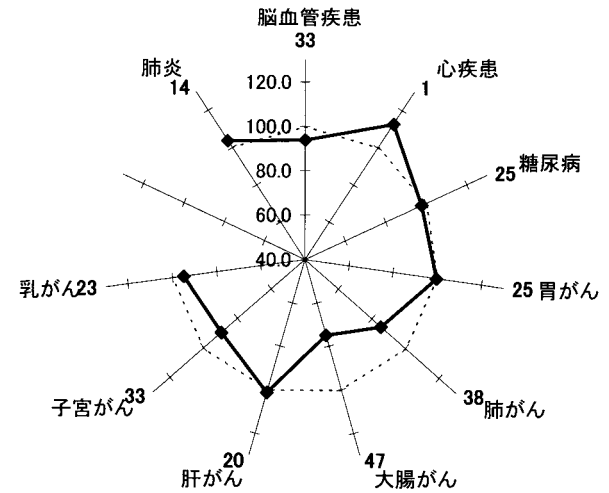 脳血管疾患
33
肺炎
14
心疾患
1
120.0
100.0
80.0
60.0
40.0
25 糖尿病
25 胃がん
38 肺がん
47
大腸がん
20
肝がん
33
子宮がん
乳がん23